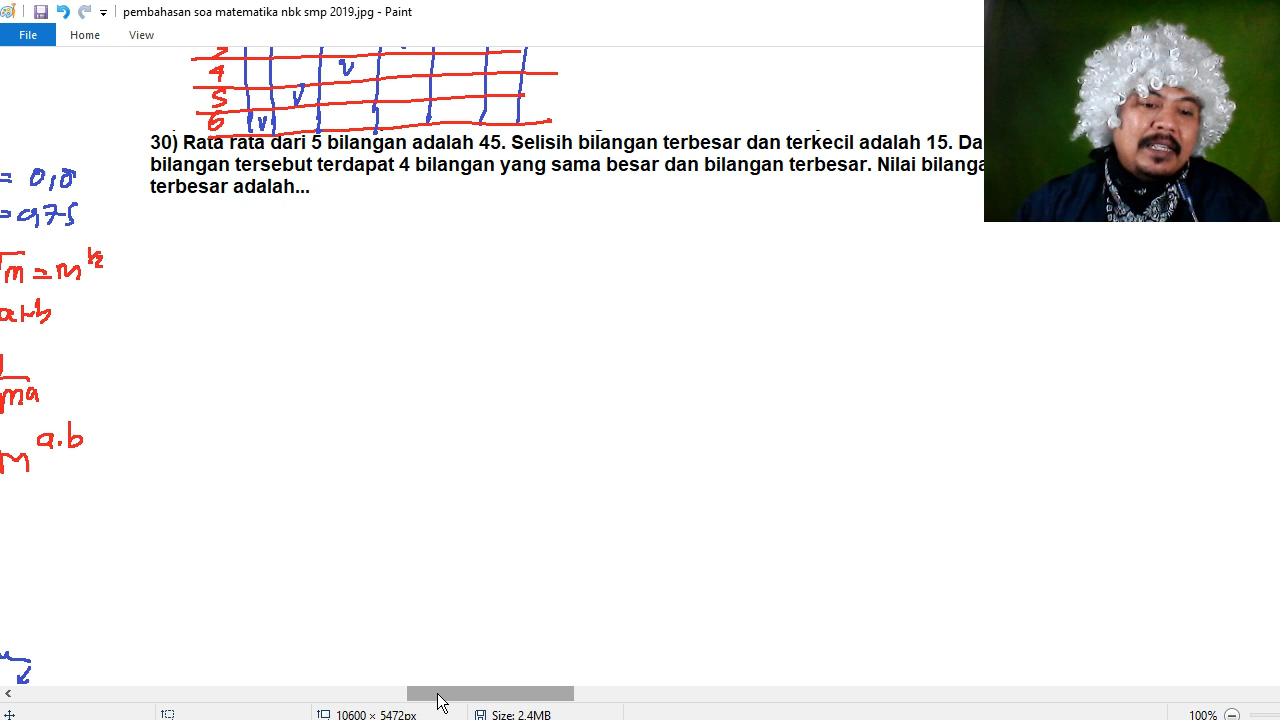 pembahasan soa matematika nbk smp 2019.jpg - Paint
File Home View
4 v
5 v
6 v
30) Rata rata dari 5 bilangan adalah 45. Selisih bilangan terbesar dan terkecil adalah 15. Da
bilangan tersebut terdapat 4 bilangan yang sama besar dan bilangan terbesar. Nilai bilanga
terbesar adalah...
= 0,8
= 0,75
m = m ½
a+b
ma
a.b
m
10600 × 5472px Size: 2.4MB 100%